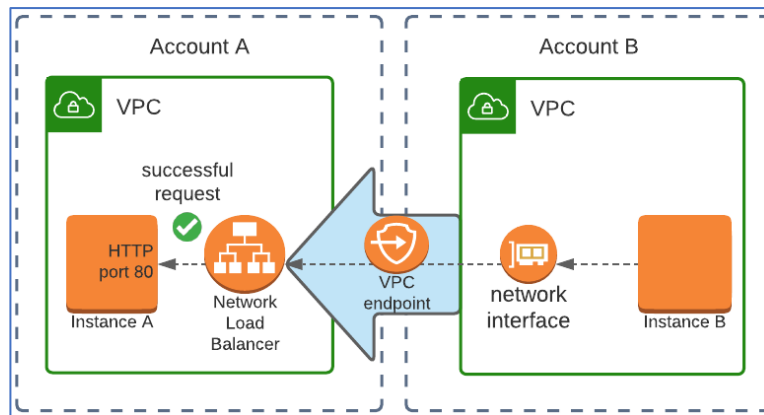 Account A
Account B
VPC
VPC
successful
request
HTTP
port 80
Instance A
Network
Load
Balancer
VPC
endpoint
network
interface
Instance B